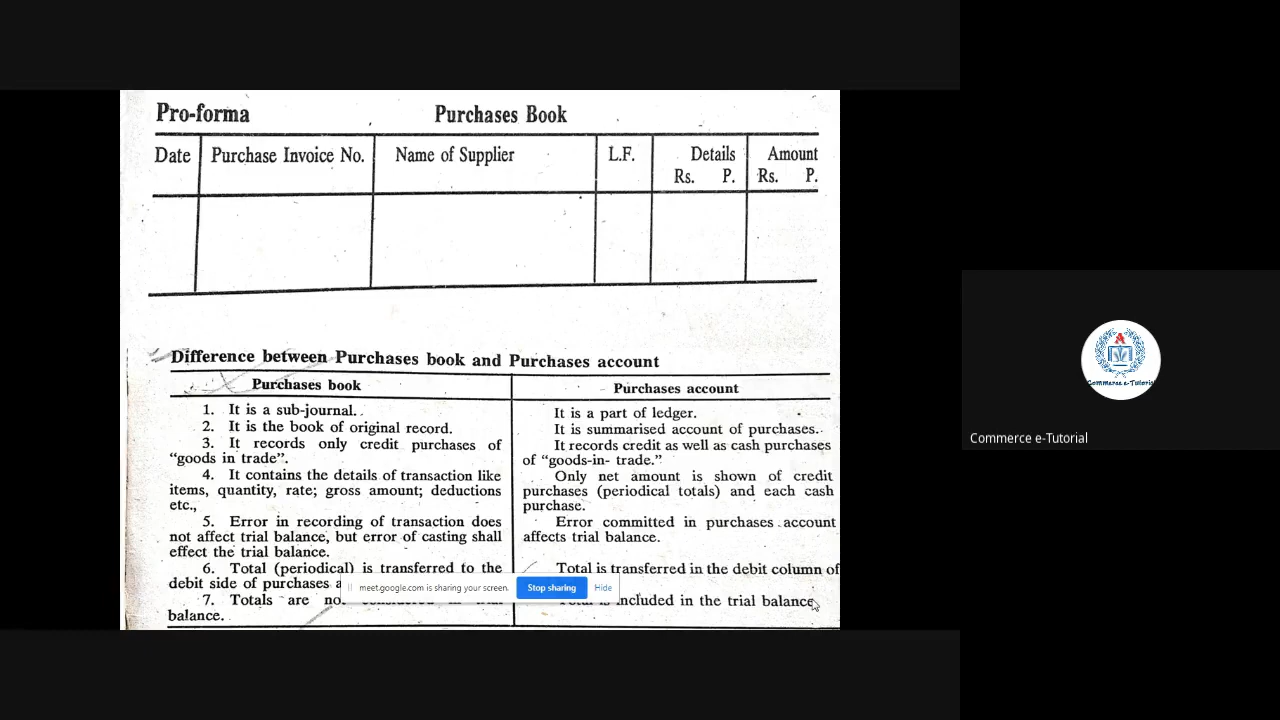 Pro-forma Purchases Book
Date Purchase Invoice No. Name of Supplier L.F. Details Amount
Rs. P. Rs. P.
Difference between Purchases book and Purchases account
Purchases book Purchases account
1. It is a sub-journal.
2. It is the book of original record.
3. It records only credit purchases of
“goods in trade”.
4. It contains the details of transaction like
items, quantity, rate; gross amount; deductions
etc.,
5. Error in recording of transaction does
not affect trial balance, but error of casting shall
effect the trial balance.
6. Total (periodical) is transferred to the
debit side of purchases
7. Totals are
balance.
It is a part of ledger.
It is summarised account of purchases.
It records credit as well as cash purchases
of “goods-in- trade.”
Only net amount is shown of credit
purchases (periodical totals) and each cash
purchase.
Error committed in purchases account
affects trial balance.
Total is transferred in the debit column of
included in the trial balance
meet.google.com is sharing your screen. Stop sharing Hide
A
Commerce e-Tutorial
Commerce e-Tutorial